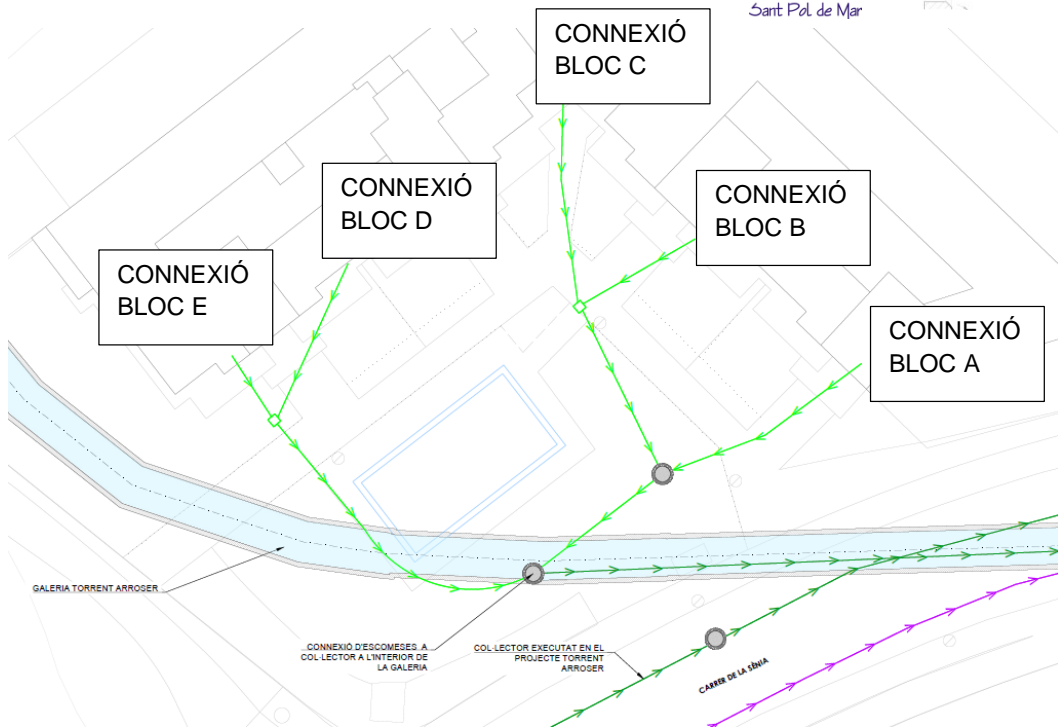 Sant Pol de Mar
CONNEXIÓ
BLOC C
CONNEXIÓ
BLOC D
CONNEXIÓ
BLOC B
CONNEXIÓ
BLOC E
CONNEXIÓ
BLOC A
GALERIA TORRENT ARROSER
CONNEXIÓ D'ESCOMESES A
COL·LECTOR A L'INTERIOR DE
LA GALERIA
COL·LECTOR EXECUTAT EN EL
PROJECTE TORRENT
ARROSER
CARRER DE LA SÈNIA